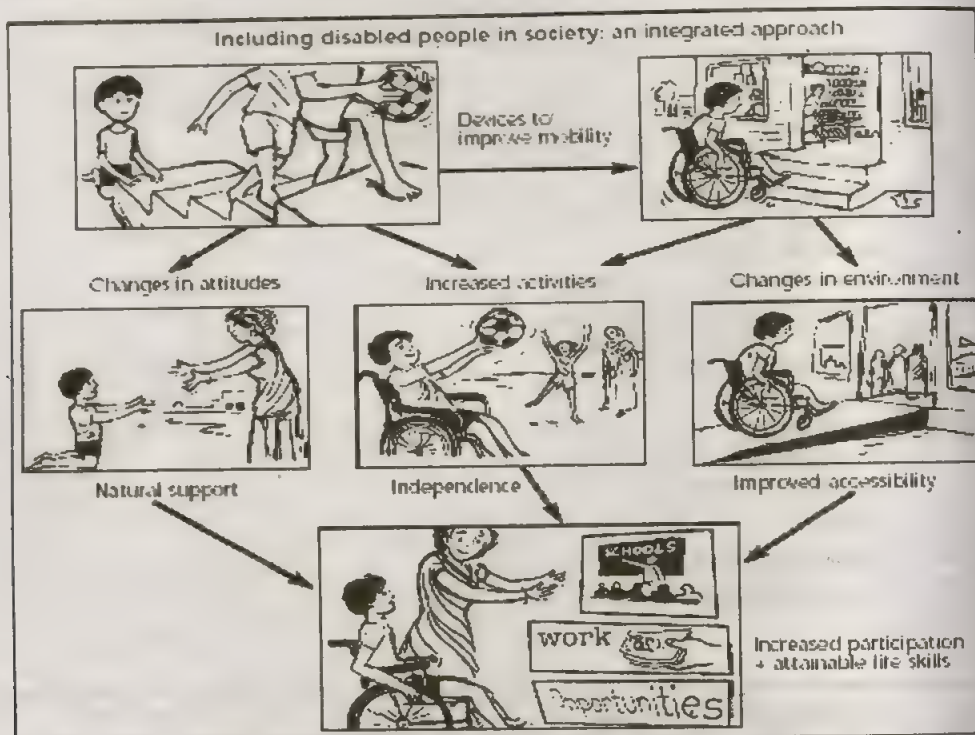 Including disabled people in society: an integrated approach
Devices to
improve mobility
Changes in attitudes
Increased activities
Changes in environment
Natural support
Independence
Improved accessibility
SCHOOLS
work
Opportunities
Increased participation
+ attainable life skills